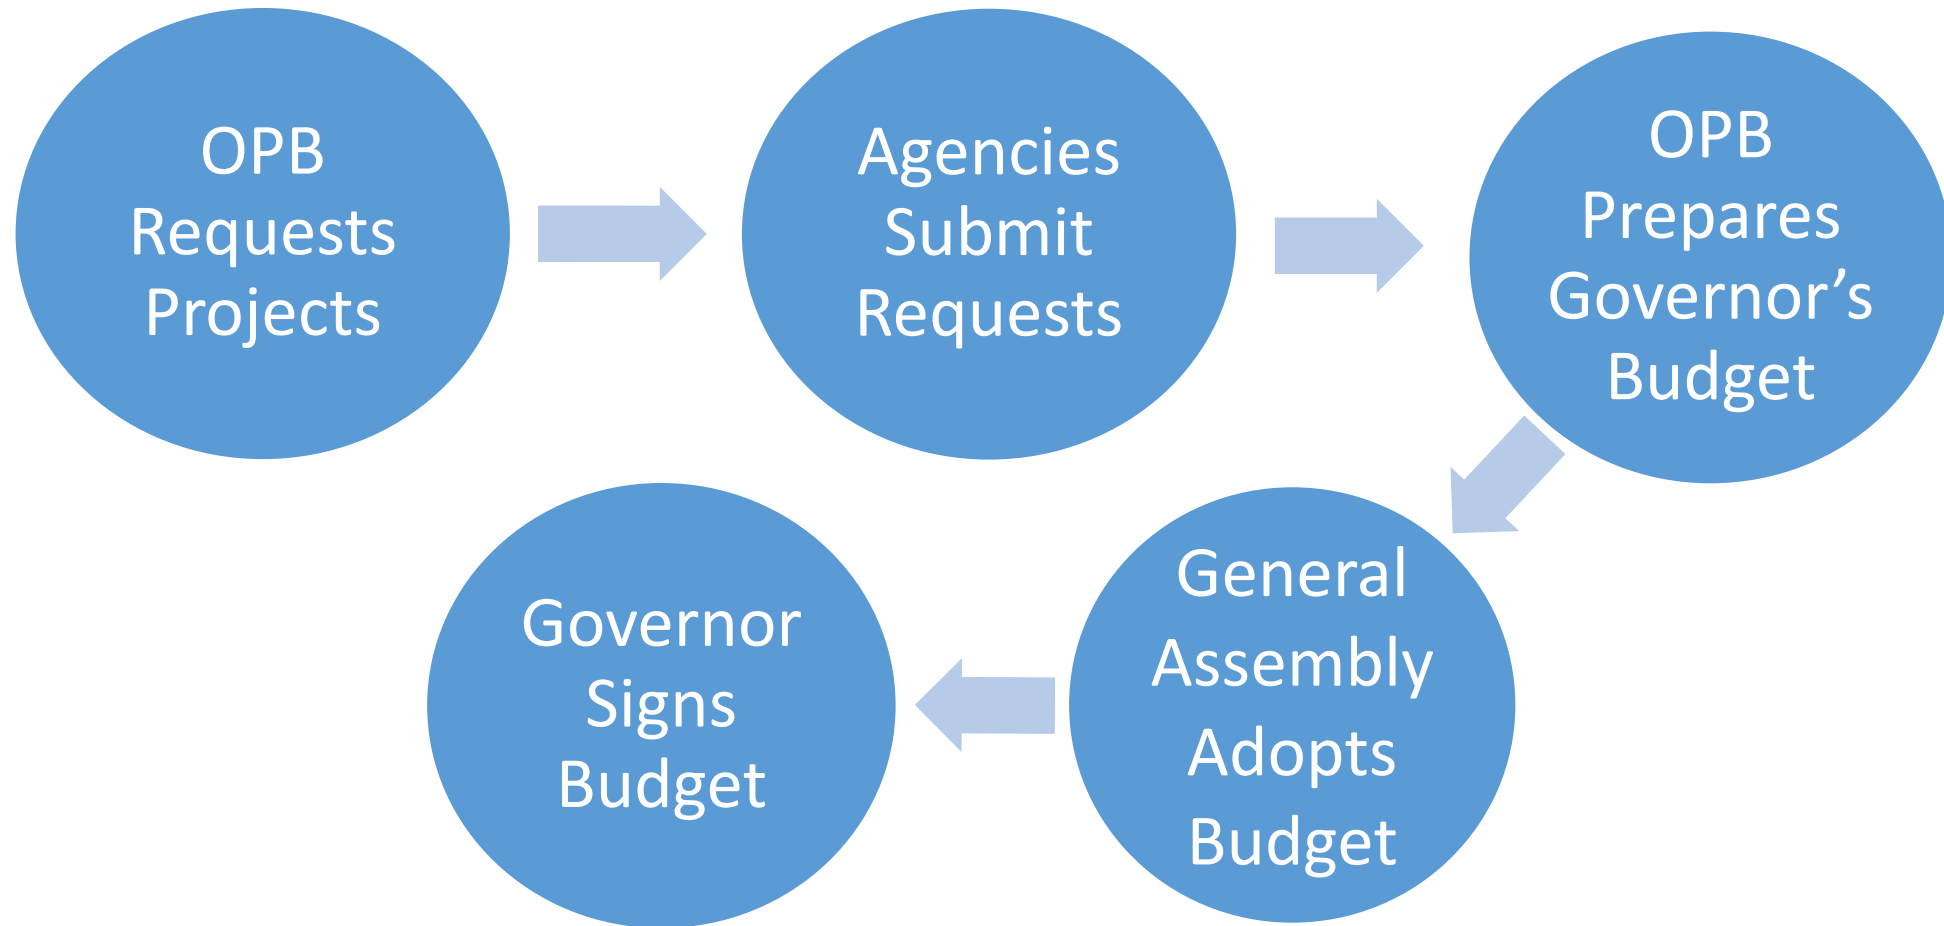 OPB
Requests
Projects
Agencies
Submit
Requests
OPB
Prepares
Governor’s
Budget
General
Assembly
Adopts
Budget
Governor
Signs
Budget